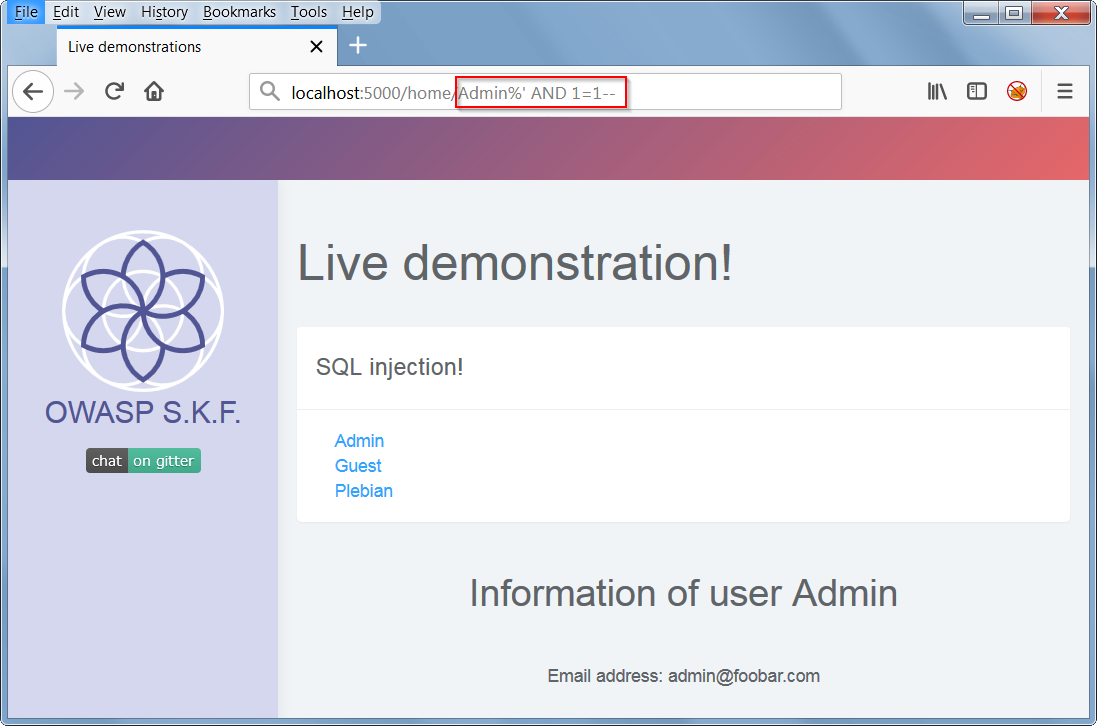 File Edit View History Bookmarks Tools Help
Live demonstrations
localhost:5000/home/Admin%' AND 1=1--
Live demonstration!
SQL injection!
OWASP S.K.F.
Admin
chat on gitter
Guest
Plebian
Information of user Admin
Email address: admin@foobar.com